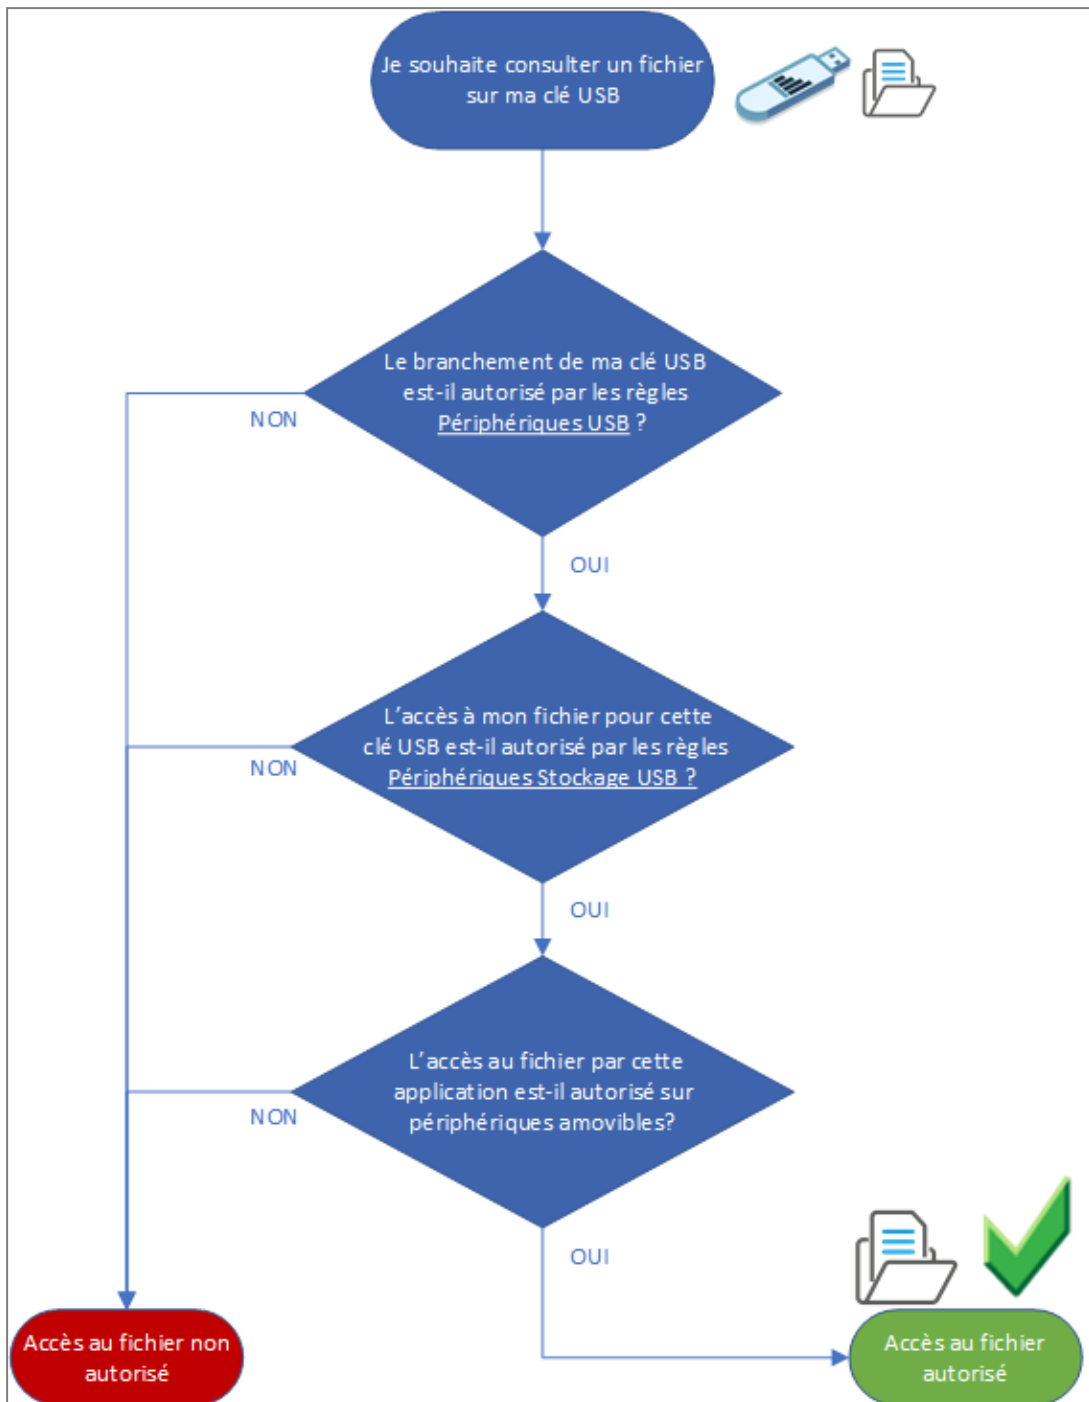 Je souhaite consulter un fichier
sur ma clé USB
Le branchement de ma clé USB
est-il autorisé par les règles
Périphériques USB ?
NON
OUI
L'accès à mon fichier pour cette
clé USB est-il autorisé par les règles
Périphériques Stockage USB ?
NON
OUI
L'accès au fichier par cette
application est-il autorisé sur
périphériques amovibles?
NON
OUI
Accès au fichier non
autorisé
Accès au fichier
autorisé